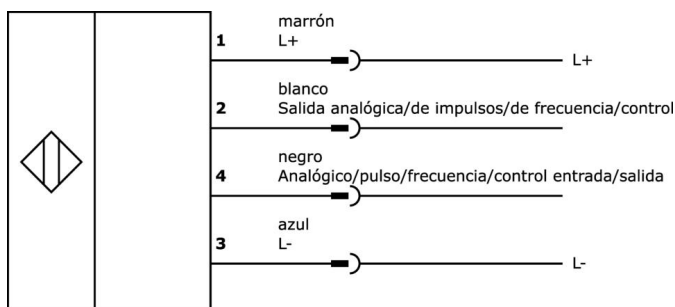 marrón
1 L+ L+
blanco
2 Salida analógica/de impulsos/de frecuencia/control
negro
4 Analógico/pulso/frecuencia/control entrada/salida
azul
3 L- L-